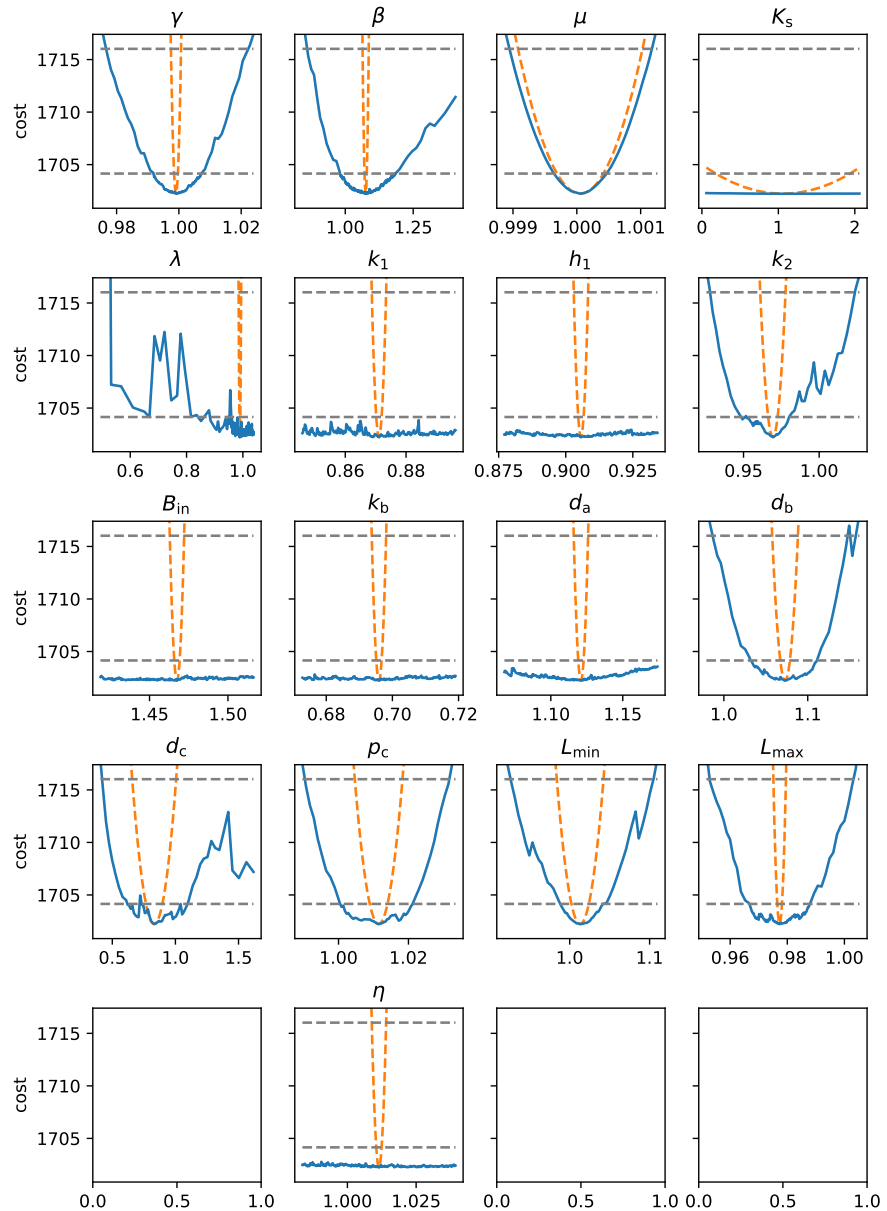 γ β μ Kₛ
cost 1715 1710 1705
0.98 1.00 1.02 1.00 1.25 0.999 1.000 1.001 0 1 2
λ k₁ h₁ k₂
cost 1715 1710 1705
0.6 0.8 1.0 0.86 0.88 0.875 0.900 0.925 0.95 1.00
B_in k_b d_a d_b
cost 1715 1710 1705
1.45 1.50 0.68 0.70 0.72 1.10 1.15 1.0 1.1
d_c p_c L_min L_max
cost 1715 1710 1705
0.5 1.0 1.5 1.00 1.02 1.0 1.1 0.96 0.98 1.00
η
cost 1715 1710 1705
0.0 0.5 1.0 1.000 1.025 0.0 0.5 1.0 0.0 0.5 1.0